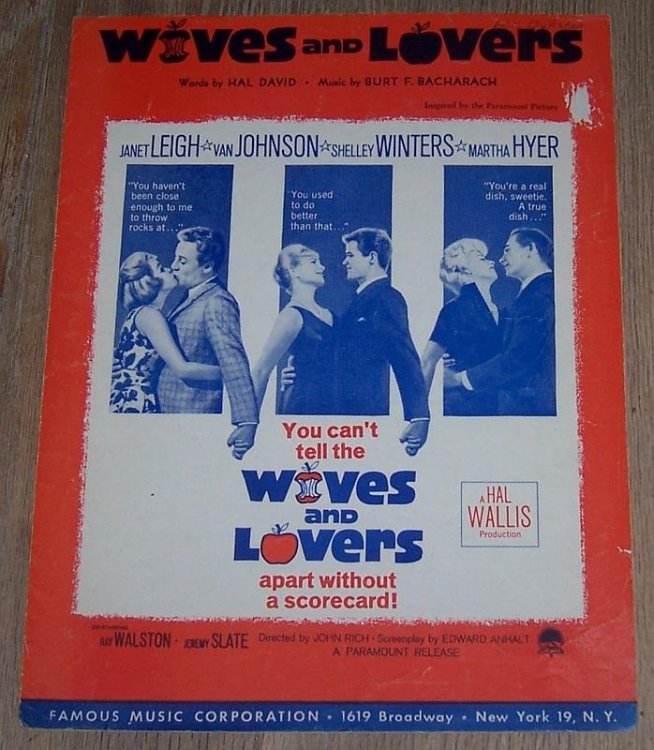 Wives and Lovers
Words by HAL DAVID • Music by BURT F. BACHARACH
Inspired by the Paramount Picture
JANET LEIGH ☆ VAN JOHNSON ☆ SHELLEY WINTERS ☆ MARTHA HYER
"You haven't
been close
enough to me
to throw
rocks at..."
"You used
to do
better
than that..."
"You're a real
dish, sweetie.
A true
dish..."
You can't
tell the
Wives
and
Lovers
apart without
a scorecard!
A HAL
WALLIS
Production
CO-STARRING
RAY WALSTON • JEREMY SLATE Directed by JOHN RICH • Screenplay by EDWARD ANHALT
A PARAMOUNT RELEASE
FAMOUS MUSIC CORPORATION • 1619 Broadway • New York 19, N. Y.